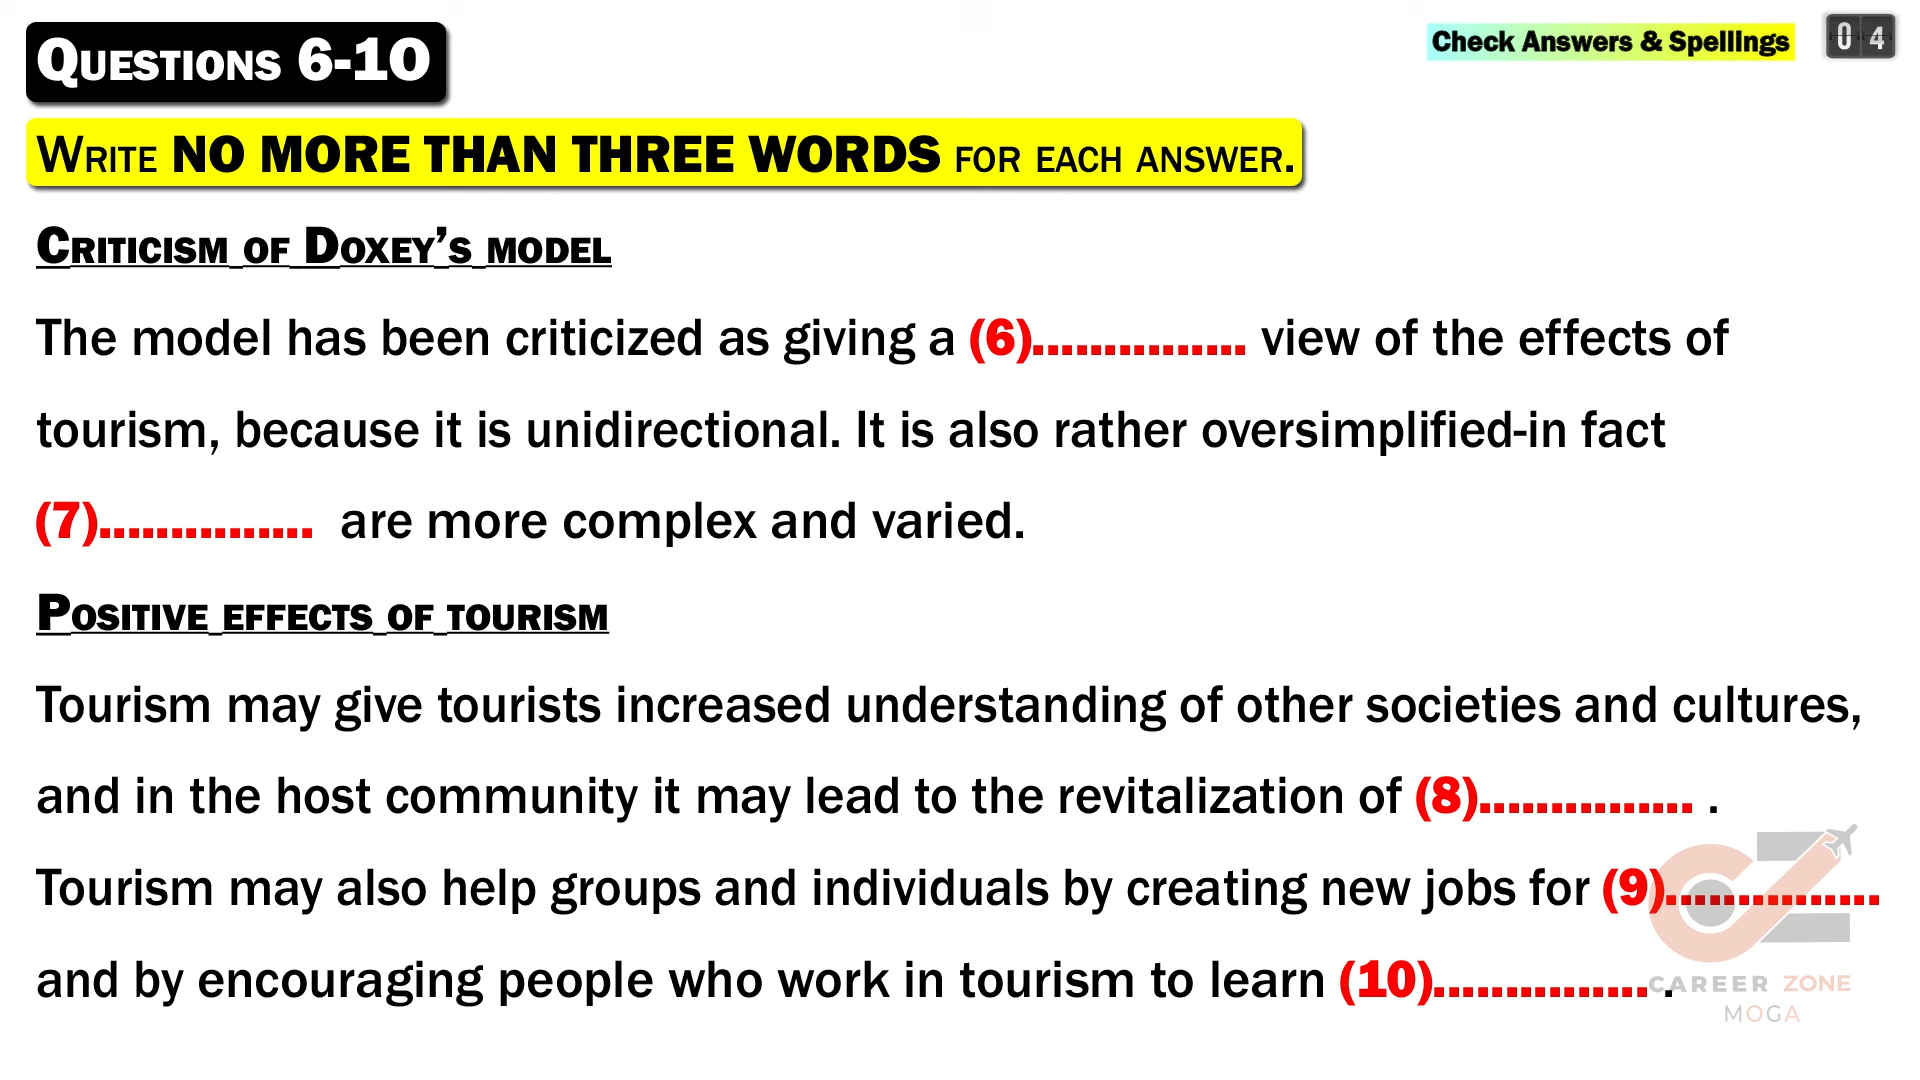 QUESTIONS 6-10
Check Answers & Spellings
04
WRITE NO MORE THAN THREE WORDS FOR EACH ANSWER.
CRITICISM OF DOXEY'S MODEL
The model has been criticized as giving a (6)............... view of the effects of
tourism, because it is unidirectional. It is also rather oversimplified-in fact
(7)............... are more complex and varied.
POSITIVE EFFECTS OF TOURISM
Tourism may give tourists increased understanding of other societies and cultures,
and in the host community it may lead to the revitalization of (8)............... .
Tourism may also help groups and individuals by creating new jobs for (9)...............
and by encouraging people who work in tourism to learn (10)............... .
CAREER ZONE
MOGA